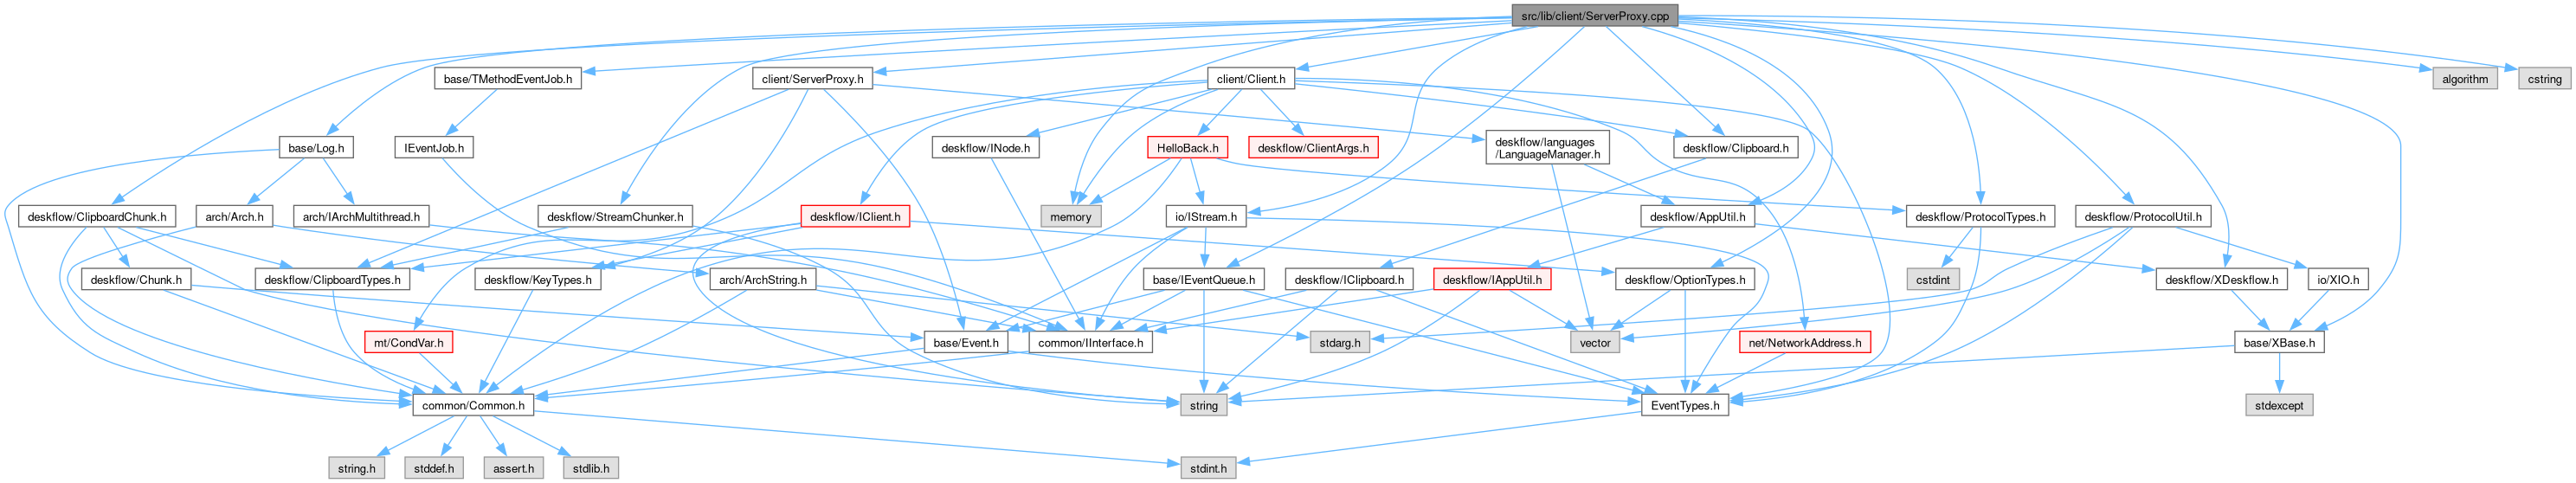 src/lib/client/ServerProxy.cpp
base/TMethodEventJob.h
client/ServerProxy.h
client/Client.h
algorithm
cstring
base/Log.h
IEventJob.h
deskflow/INode.h
HelloBack.h
deskflow/ClientArgs.h
deskflow/languages
/LanguageManager.h
deskflow/Clipboard.h
deskflow/ClipboardChunk.h
arch/Arch.h
arch/IArchMultithread.h
deskflow/StreamChunker.h
deskflow/IClient.h
memory
io/IStream.h
deskflow/AppUtil.h
deskflow/ProtocolTypes.h
deskflow/ProtocolUtil.h
deskflow/Chunk.h
deskflow/ClipboardTypes.h
deskflow/KeyTypes.h
arch/ArchString.h
base/IEventQueue.h
deskflow/IClipboard.h
deskflow/IAppUtil.h
deskflow/OptionTypes.h
cstdint
deskflow/XDeskflow.h
io/XIO.h
mt/CondVar.h
base/Event.h
common/IInterface.h
stdarg.h
vector
net/NetworkAddress.h
base/XBase.h
common/Common.h
string
EventTypes.h
stdexcept
string.h
stddef.h
assert.h
stdlib.h
stdint.h